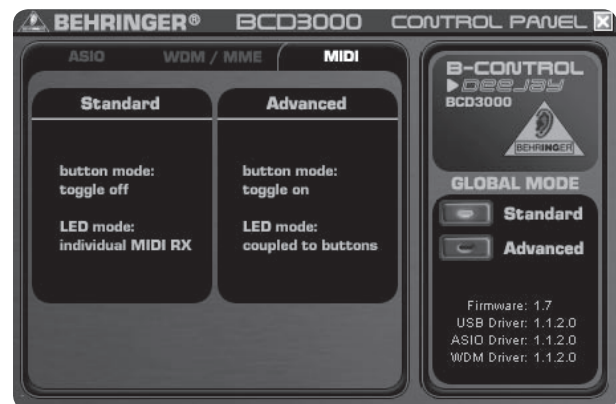 BEHRINGER® BCD3000 CONTROL PANEL X
ASIO WDM / MME MIDI
Standard
button mode:
toggle off
LED mode:
individual MIDI RX
Advanced
button mode:
toggle on
LED mode:
coupled to buttons
B-CONTROL
DEEJAY
BCD3000
BEHRINGER
GLOBAL MODE
Standard
Advanced
Firmware: 1.7
USB Driver: 1.1.2.0
ASIO Driver: 1.1.2.0
WDM Driver: 1.1.2.0